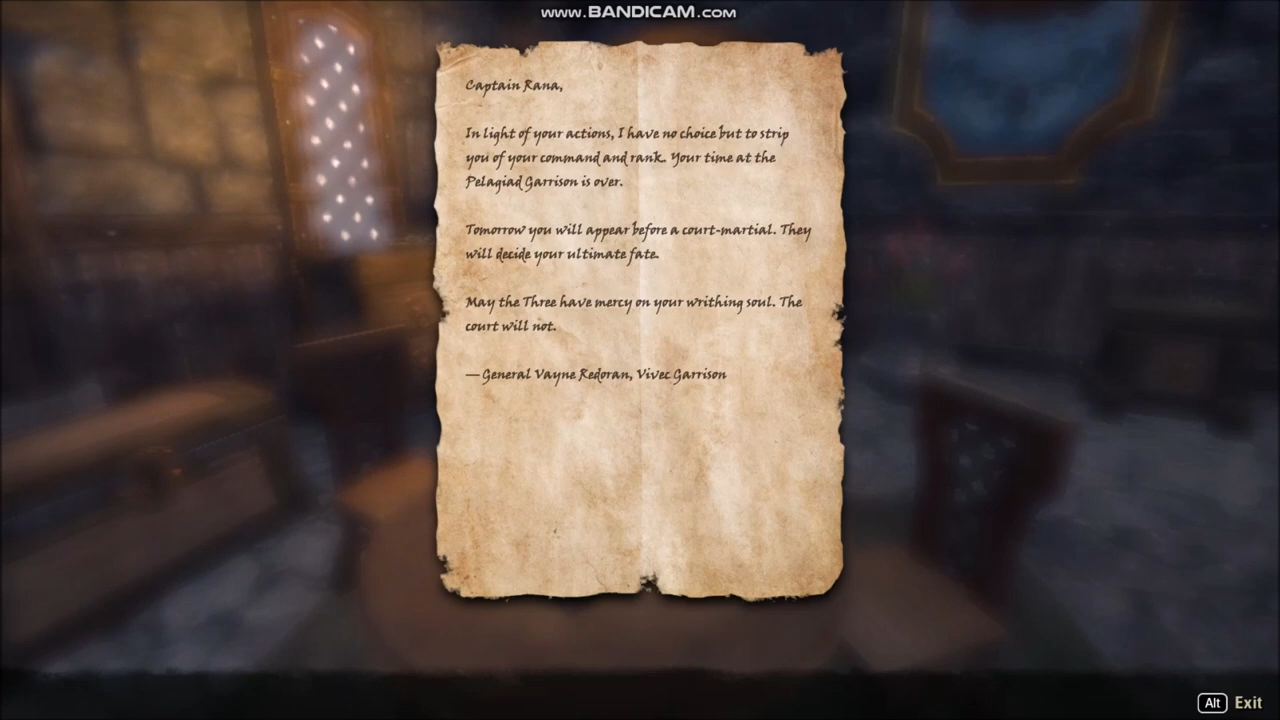 www.BANDICAM.com
Captain Rana,
In light of your actions, I have no choice but to strip
you of your command and rank. Your time at the
Pelagiad Garrison is over.
Tomorrow you will appear before a court-martial. They
will decide your ultimate fate.
May the Three have mercy on your writhing soul. The
court will not.
— General Vayne Redoran, Vivec Garrison
Alt Exit